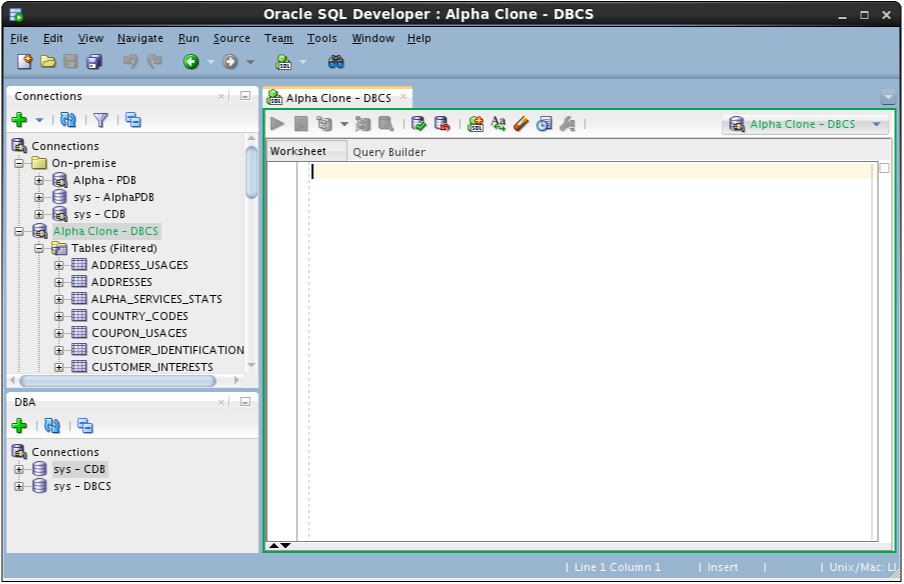 Oracle SQL Developer : Alpha Clone - DBCS
File Edit View Navigate Run Source Team Tools Window Help
Connections
Connections
On-premise
Alpha - PDB
sys - AlphaPDB
sys - CDB
Alpha Clone - DBCS
Tables (Filtered)
ADDRESS_USAGES
ADDRESSES
ALPHA_SERVICES_STATS
COUNTRY_CODES
COUPON_USAGES
CUSTOMER_IDENTIFICATION
CUSTOMER_INTERESTS
DBA
Connections
sys - CDB
sys - DBCS
Alpha Clone - DBCS
SQL
Aa
Alpha Clone - DBCS
Worksheet Query Builder
Line 1 Column 1 Insert Unix/Mac: LI